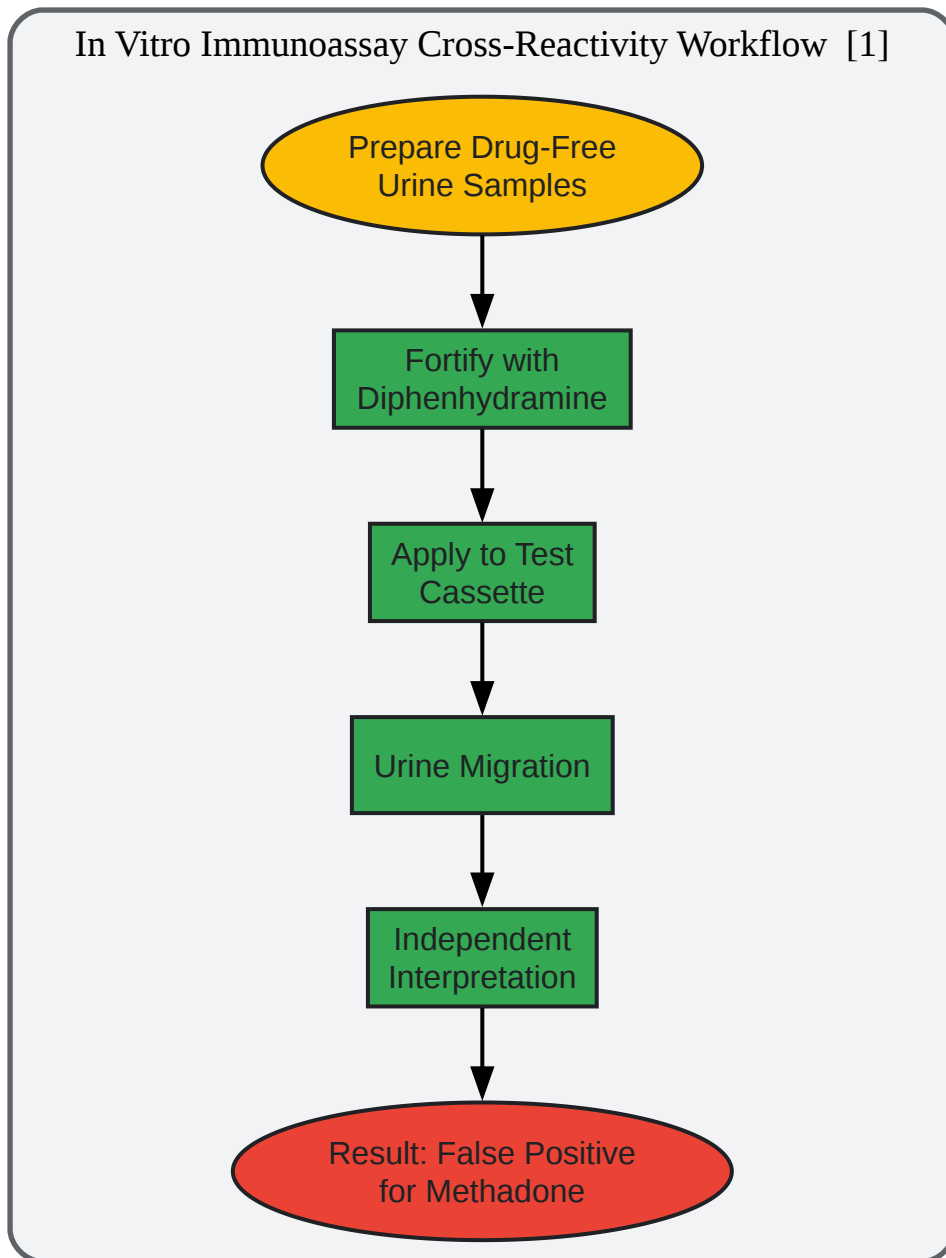 In Vitro Immunoassay Cross-Reactivity Workflow [1]
Prepare Drug-Free
Urine Samples
Fortify with
Diphenhydramine
Apply to Test
Cassette
Urine Migration
Independent
Interpretation
Result: False Positive
for Methadone